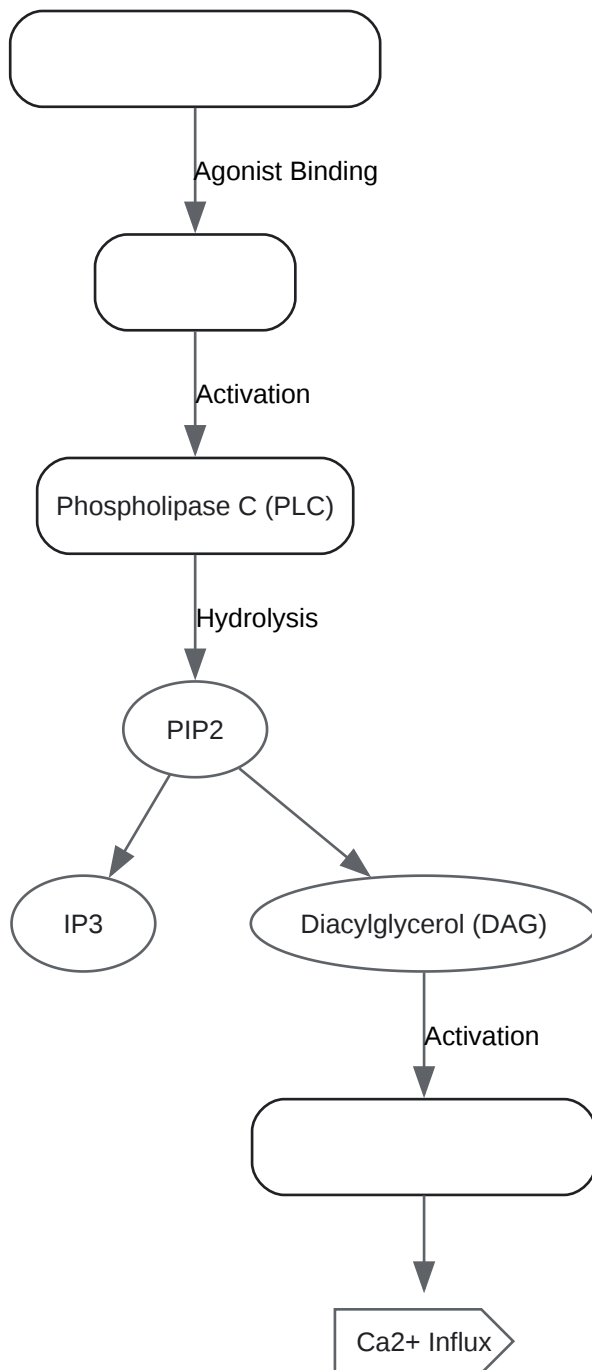 Agonist Binding
Activation
Phospholipase C (PLC)
Hydrolysis
PIP2
IP3
Diacylglycerol (DAG)
Activation
Ca2+ Influx